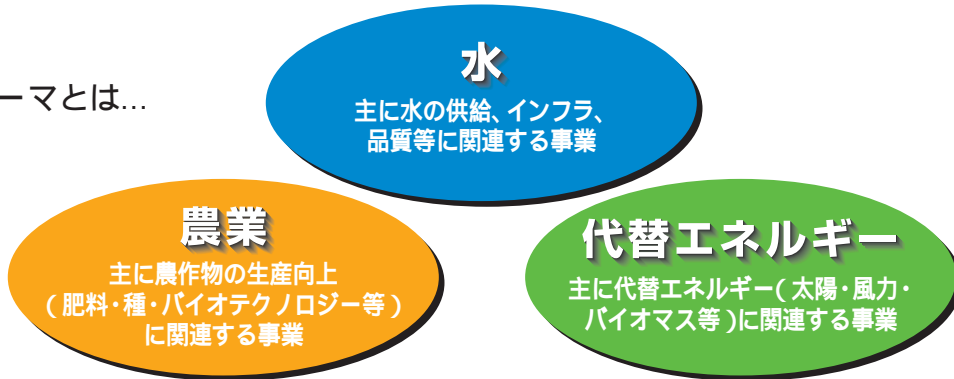 ーマとは...
水
主に水の供給、インフラ、
品質等に関連する事業
農業
主に農作物の生産向上
(肥料・種・バイオテクノロジー等)
に関連する事業
代替エネルギー
主に代替エネルギー(太陽・風力・
バイオマス等)に関連する事業